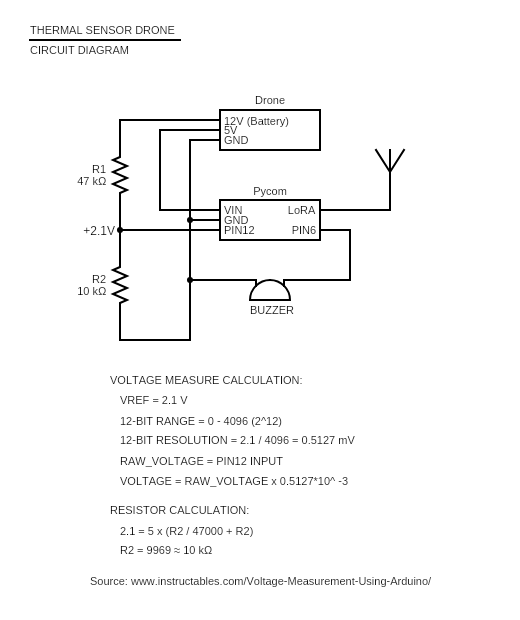 THERMAL SENSOR DRONE
CIRCUIT DIAGRAM
Drone
12V (Battery)
5V
GND
R1
47 kΩ
Pycom
VIN
LoRA
GND
PIN12
PIN6
+2.1V
R2
10 kΩ
BUZZER
VOLTAGE MEASURE CALCULATION:
VREF = 2.1 V
12-BIT RANGE = 0 - 4096 (2^12)
12-BIT RESOLUTION = 2.1 / 4096 = 0.5127 mV
RAW_VOLTAGE = PIN12 INPUT
VOLTAGE = RAW_VOLTAGE x 0.5127*10^ -3
RESISTOR CALCULATION:
2.1 = 5 x (R2 / 47000 + R2)
R2 = 9969 ≈ 10 kΩ
Source: www.instructables.com/Voltage-Measurement-Using-Arduino/